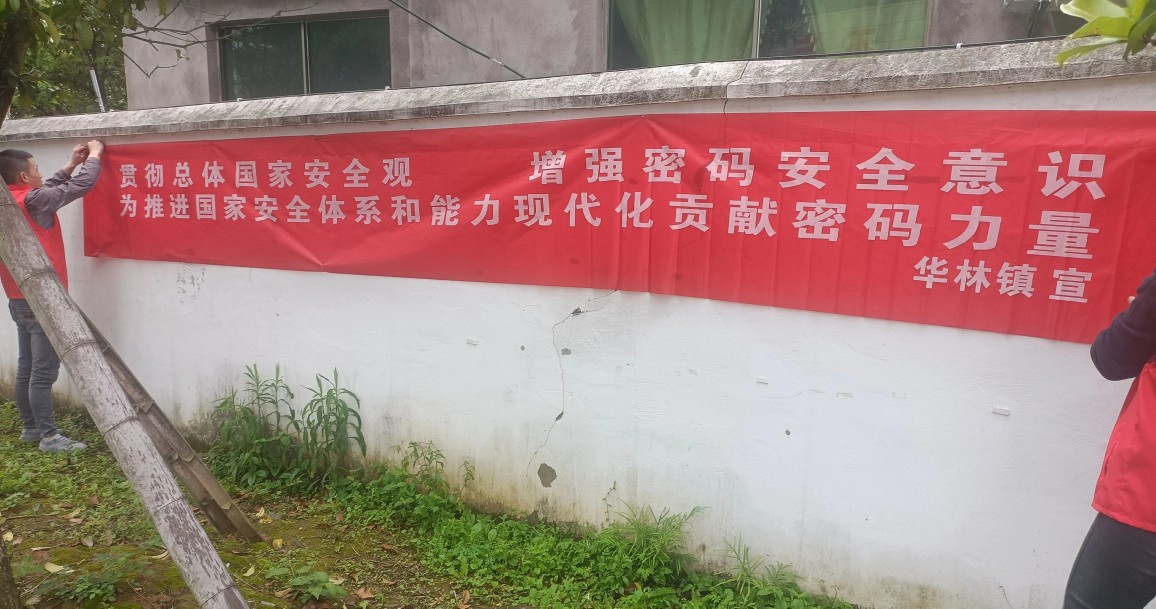 贯彻总体国家安全观 增强密码安全意识
为推进国家安全体系和能力现代化贡献密码力量
华林镇 宣